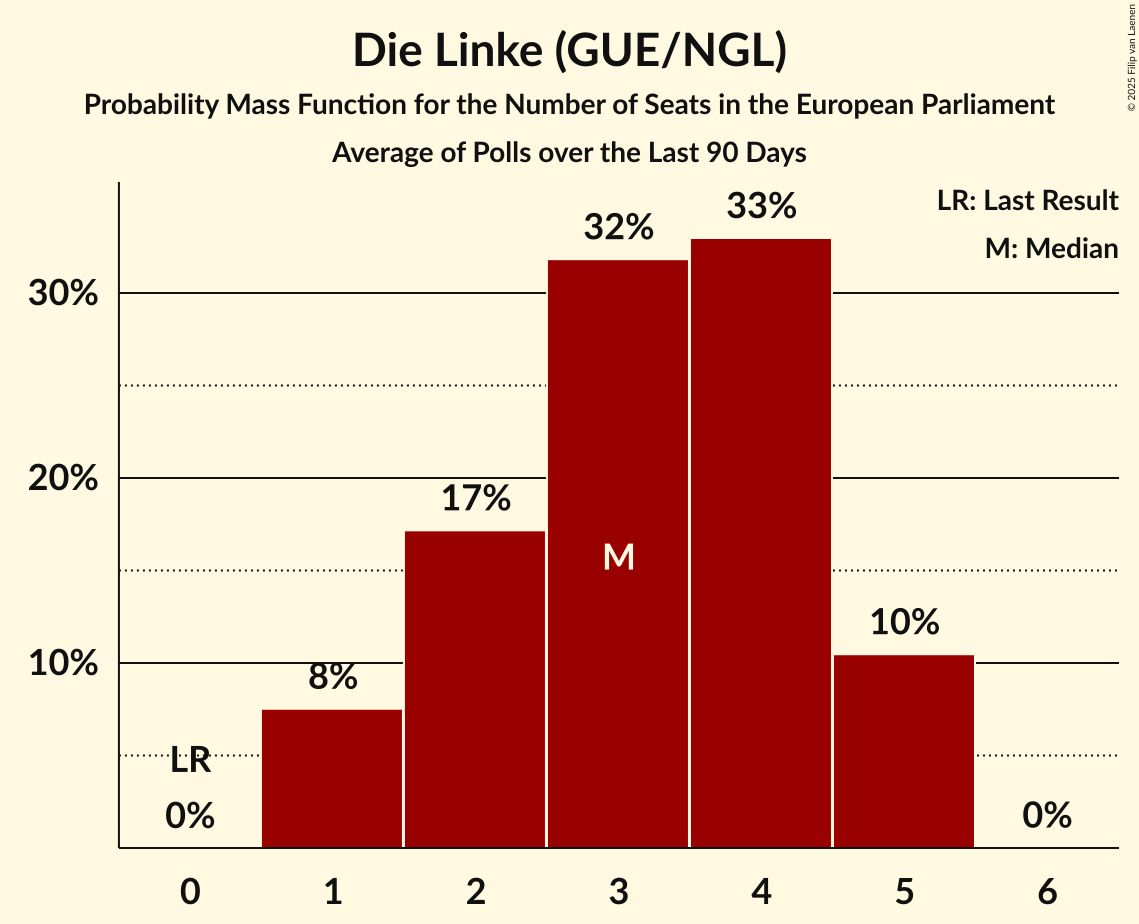 Die Linke (GUE/NGL)
Probability Mass Function for the Number of Seats in the European Parliament
Average of Polls over the Last 90 Days
© 2025 Filip van Laenen
LR: Last Result
M: Median
30%
20%
10%
LR
0%
8%
17%
32%
M
33%
10%
0%
0 1 2 3 4 5 6